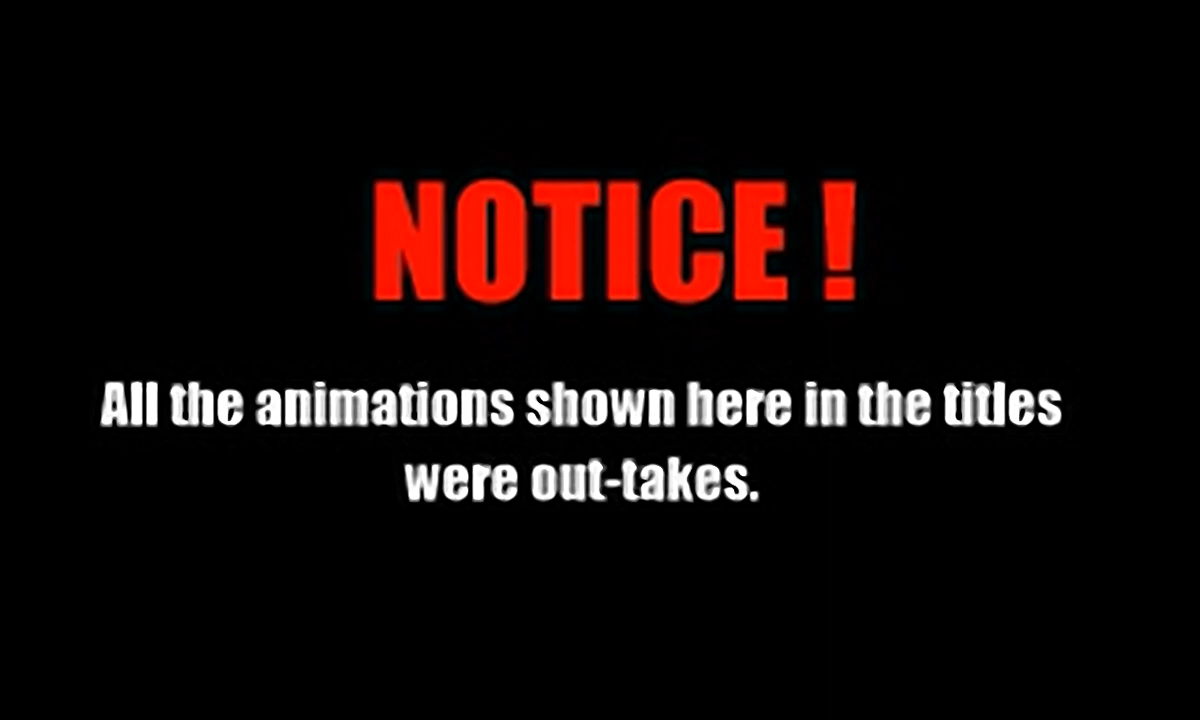 NOTICE !
All the animations shown here in the titles
were out-takes.